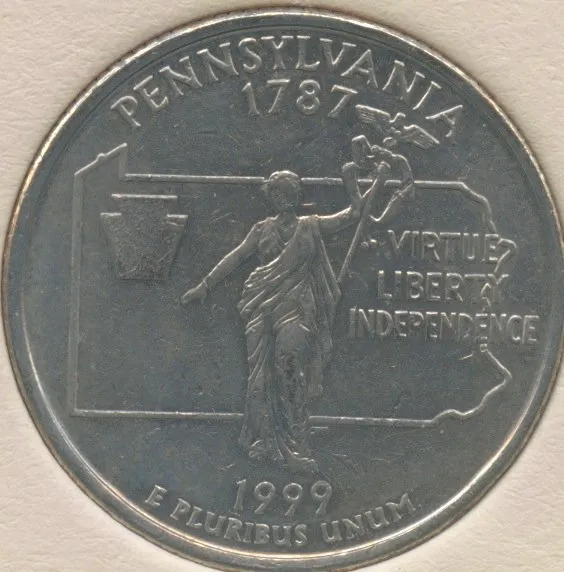 PENNSYLVANIA
1787
VIRTUE
LIBERTY
INDEPENDENCE
1999
E PLURIBUS UNUM